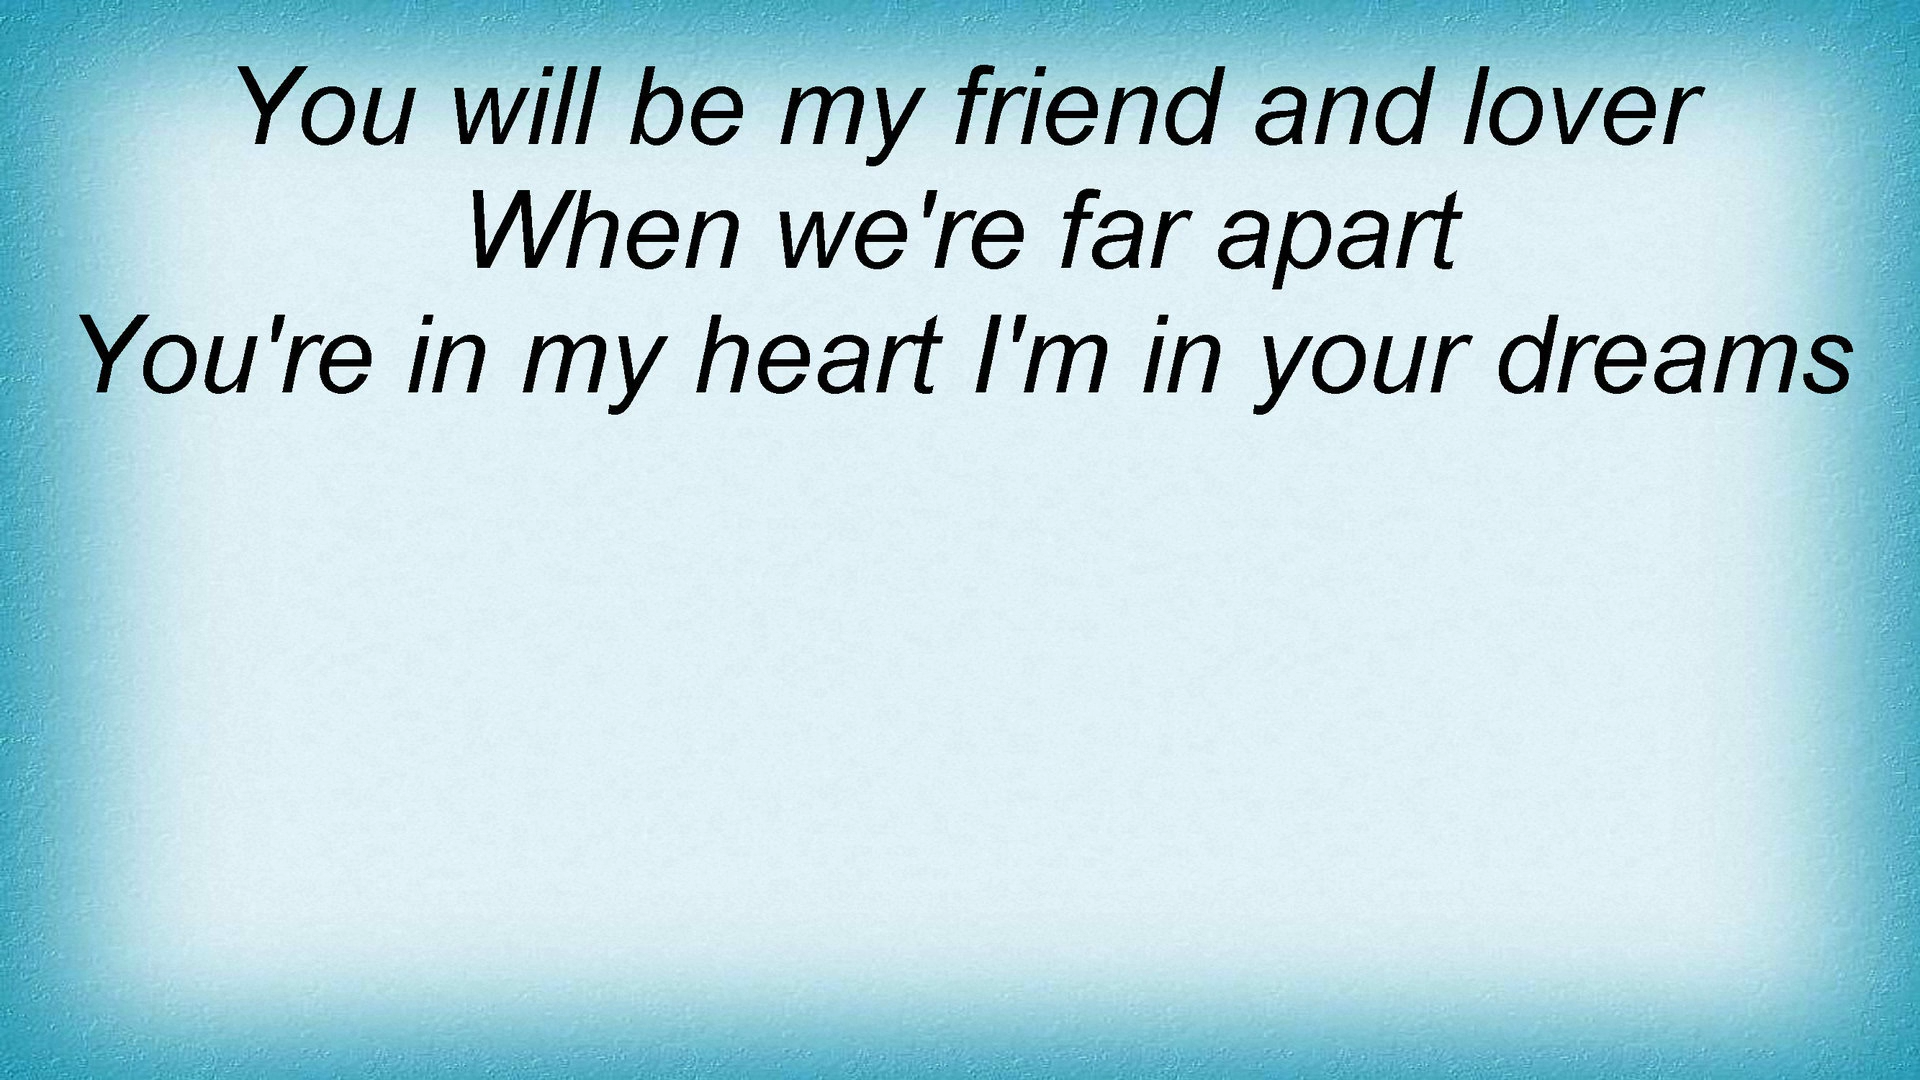 You will be my friend and lover
When we're far apart
You're in my heart I'm in your dreams